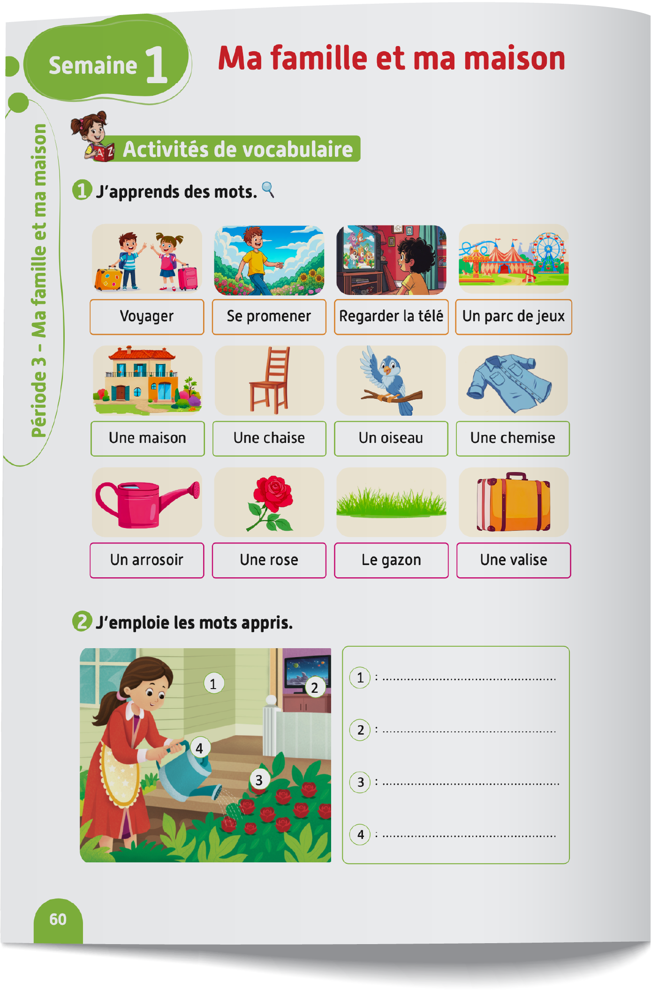 Semaine 1
Ma famille et ma maison
Période 3 – Ma famille et ma maison
A Z
Activités de vocabulaire
1 J'apprends des mots.
Voyager
Se promener
Regarder la télé
Un parc de jeux
Une maison
Une chaise
Un oiseau
Une chemise
Un arrosoir
Une rose
Le gazon
Une valise
2 J'emploie les mots appris.
1
2
4
3
1 : ................................................
2 : ................................................
3 : ................................................
4 : ................................................
60